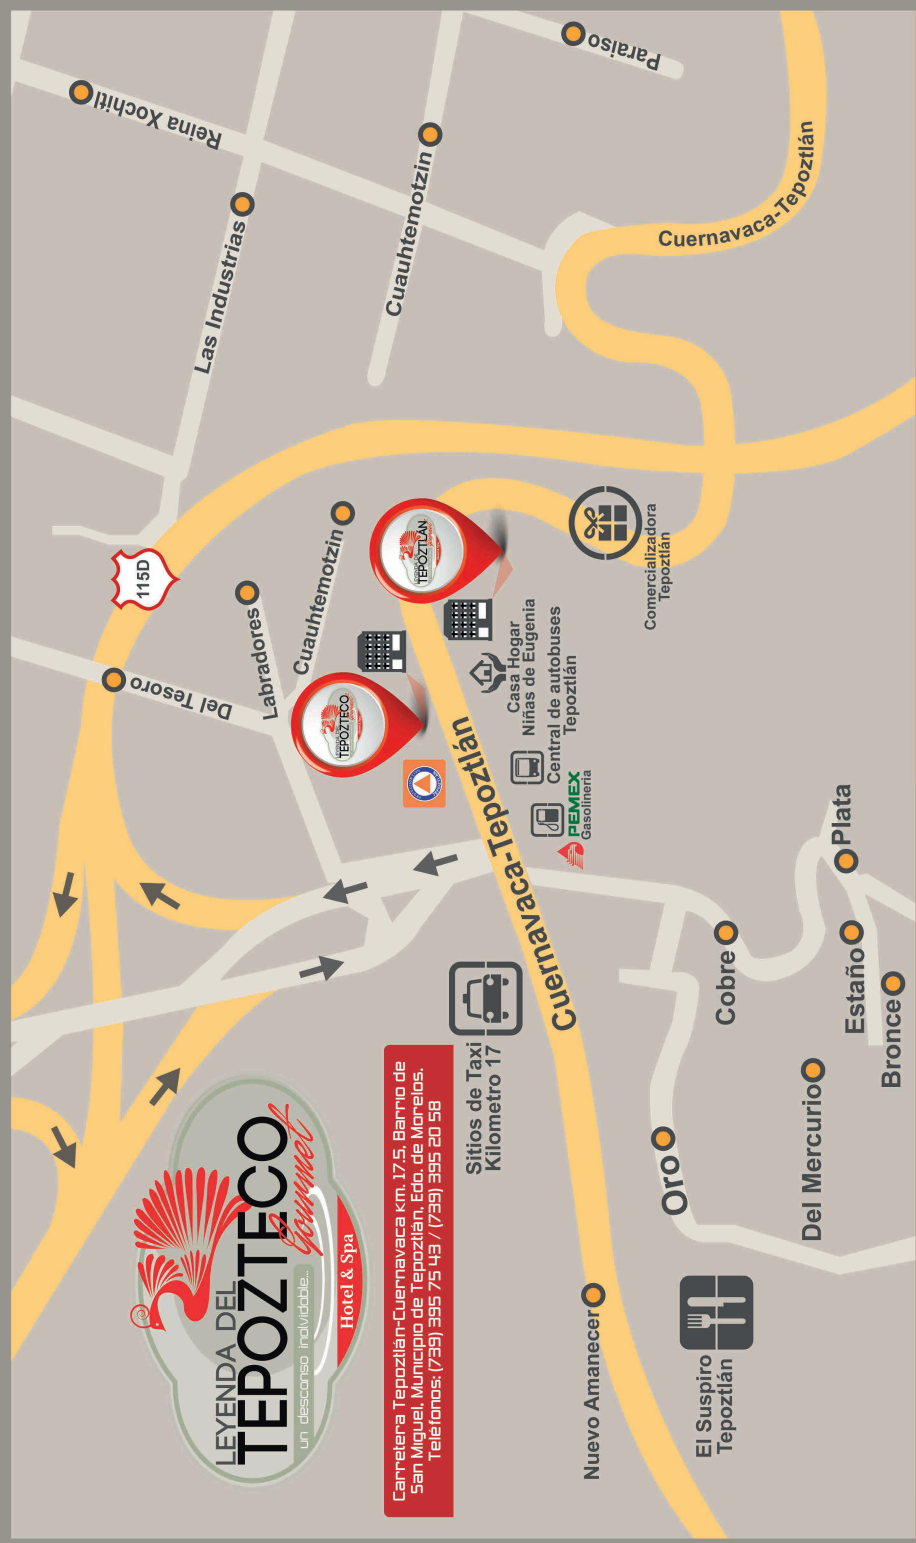 LEYENDA DEL
TEPOZTECO
Gourmet
un descanso inolvidable...
Hotel & Spa
Carretera Tepoztlán-Cuernavaca km. 17.5, Barrio de
San Miguel, Municipio de Tepoztlán, Edo. de Morelos.
Teléfonos: (739) 395 75 43 / (739) 395 20 58
Sitios de Taxi
Kilometro 17
Nuevo Amanecer
El Suspiro
Tepoztlán
Oro
Del Mercurio
Cobre
Estaño
Bronce
Plata
Cuernavaca-Tepoztlán
PEMEX
Gasolineria
Central de autobuses
Tepoztlán
Casa Hogar
Niñas de Eugenia
TEPOZTECO
TEPOZTLÁN
Del Tesoro
Labradores
Cuauhtemotzin
115D
Comercializadora
Tepoztlán
Las Industrias
Cuauhtemotzin
Reina Xochitl
Paraiso
Cuernavaca-Tepoztlán